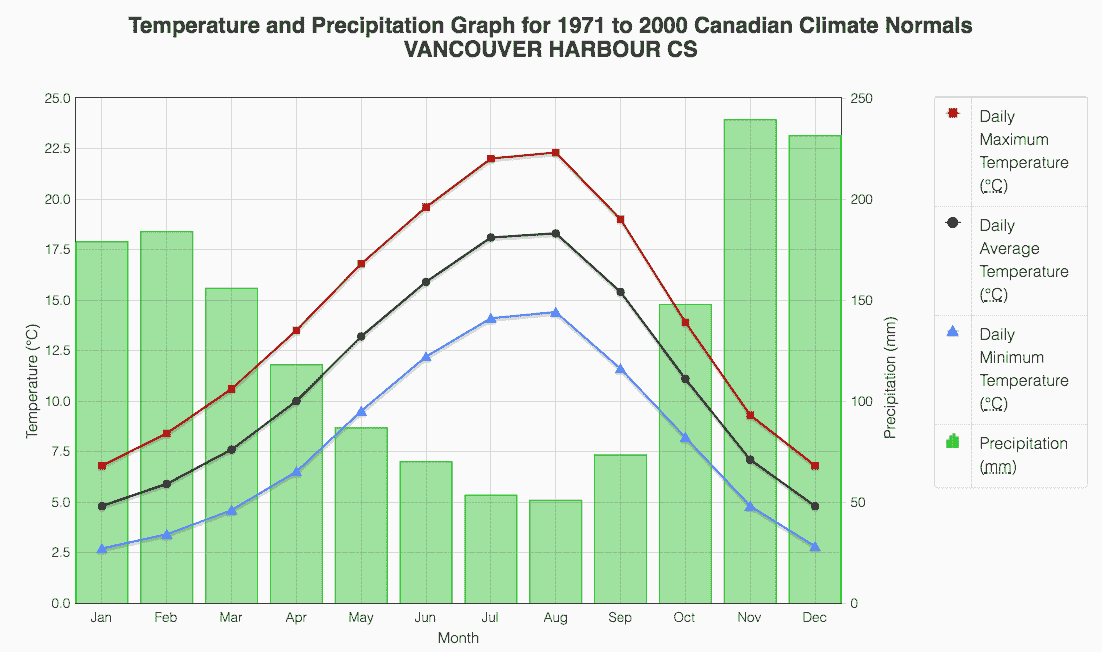 Temperature and Precipitation Graph for 1971 to 2000 Canadian Climate Normals
VANCOUVER HARBOUR CS
25.0
22.5
20.0
17.5
15.0
12.5
10.0
7.5
5.0
2.5
0.0
Temperature (°C)
250
200
150
100
50
0
Precipitation (mm)
Jan Feb Mar Apr May Jun Jul Aug Sep Oct Nov Dec
Month
Daily
Maximum
Temperature
(°C)
Daily
Average
Temperature
(°C)
Daily
Minimum
Temperature
(°C)
Precipitation
(mm)